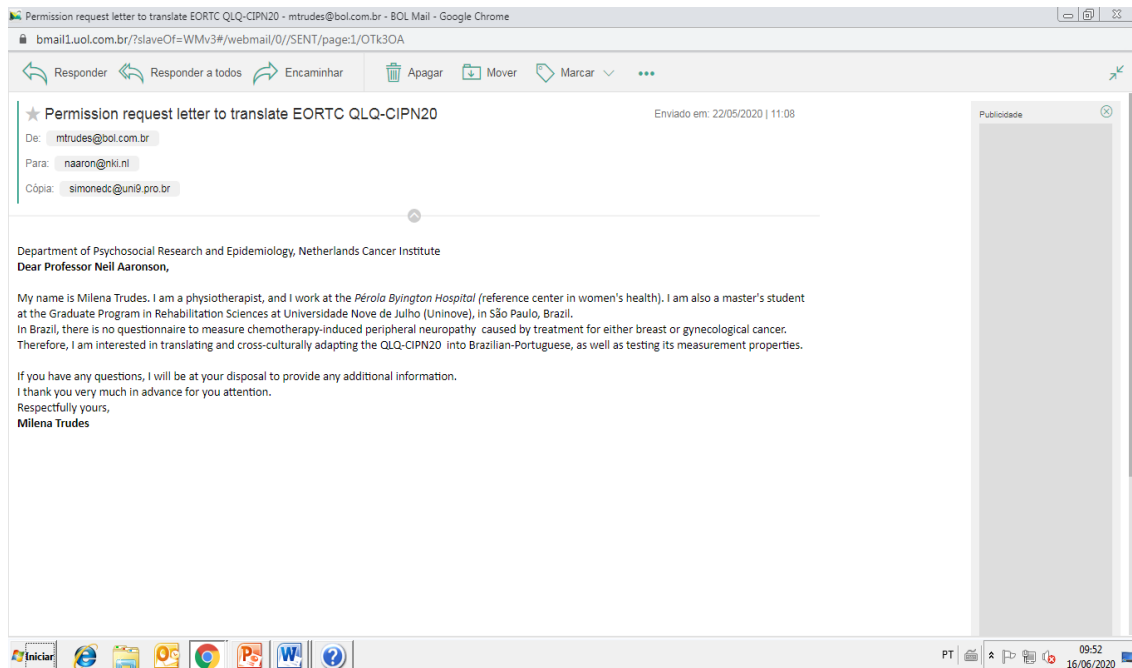 Permission request letter to translate EORTC QLQ-CIPN20 - mtrudes@bol.com.br - BOL Mail - Google Chrome
bmail1.uol.com.br/?slaveOf=WMv3#/webmail/0//SENT/page:1/OTk3OA
Responder Responder a todos Encaminhar Apagar Mover Marcar
Permission request letter to translate EORTC QLQ-CIPN20 Enviado em: 22/05/2020 | 11:08
Publicidade
De: mtrudes@bol.com.br
Para: naaron@nki.nl
Cópia: simonedc@uni9.pro.br
Department of Psychosocial Research and Epidemiology, Netherlands Cancer Institute
Dear Professor Neil Aaronson,
My name is Milena Trudes. I am a physiotherapist, and I work at the Pérola Byington Hospital (reference center in women's health). I am also a master's student
at the Graduate Program in Rehabilitation Sciences at Universidade Nove de Julho (Uninove), in São Paulo, Brazil.
In Brazil, there is no questionnaire to measure chemotherapy-induced peripheral neuropathy caused by treatment for either breast or gynecological cancer.
Therefore, I am interested in translating and cross-culturally adapting the QLQ-CIPN20 into Brazilian-Portuguese, as well as testing its measurement properties.
If you have any questions, I will be at your disposal to provide any additional information.
I thank you very much in advance for you attention.
Respectfully yours,
Milena Trudes
Iniciar
PT
09:52
16/06/2020